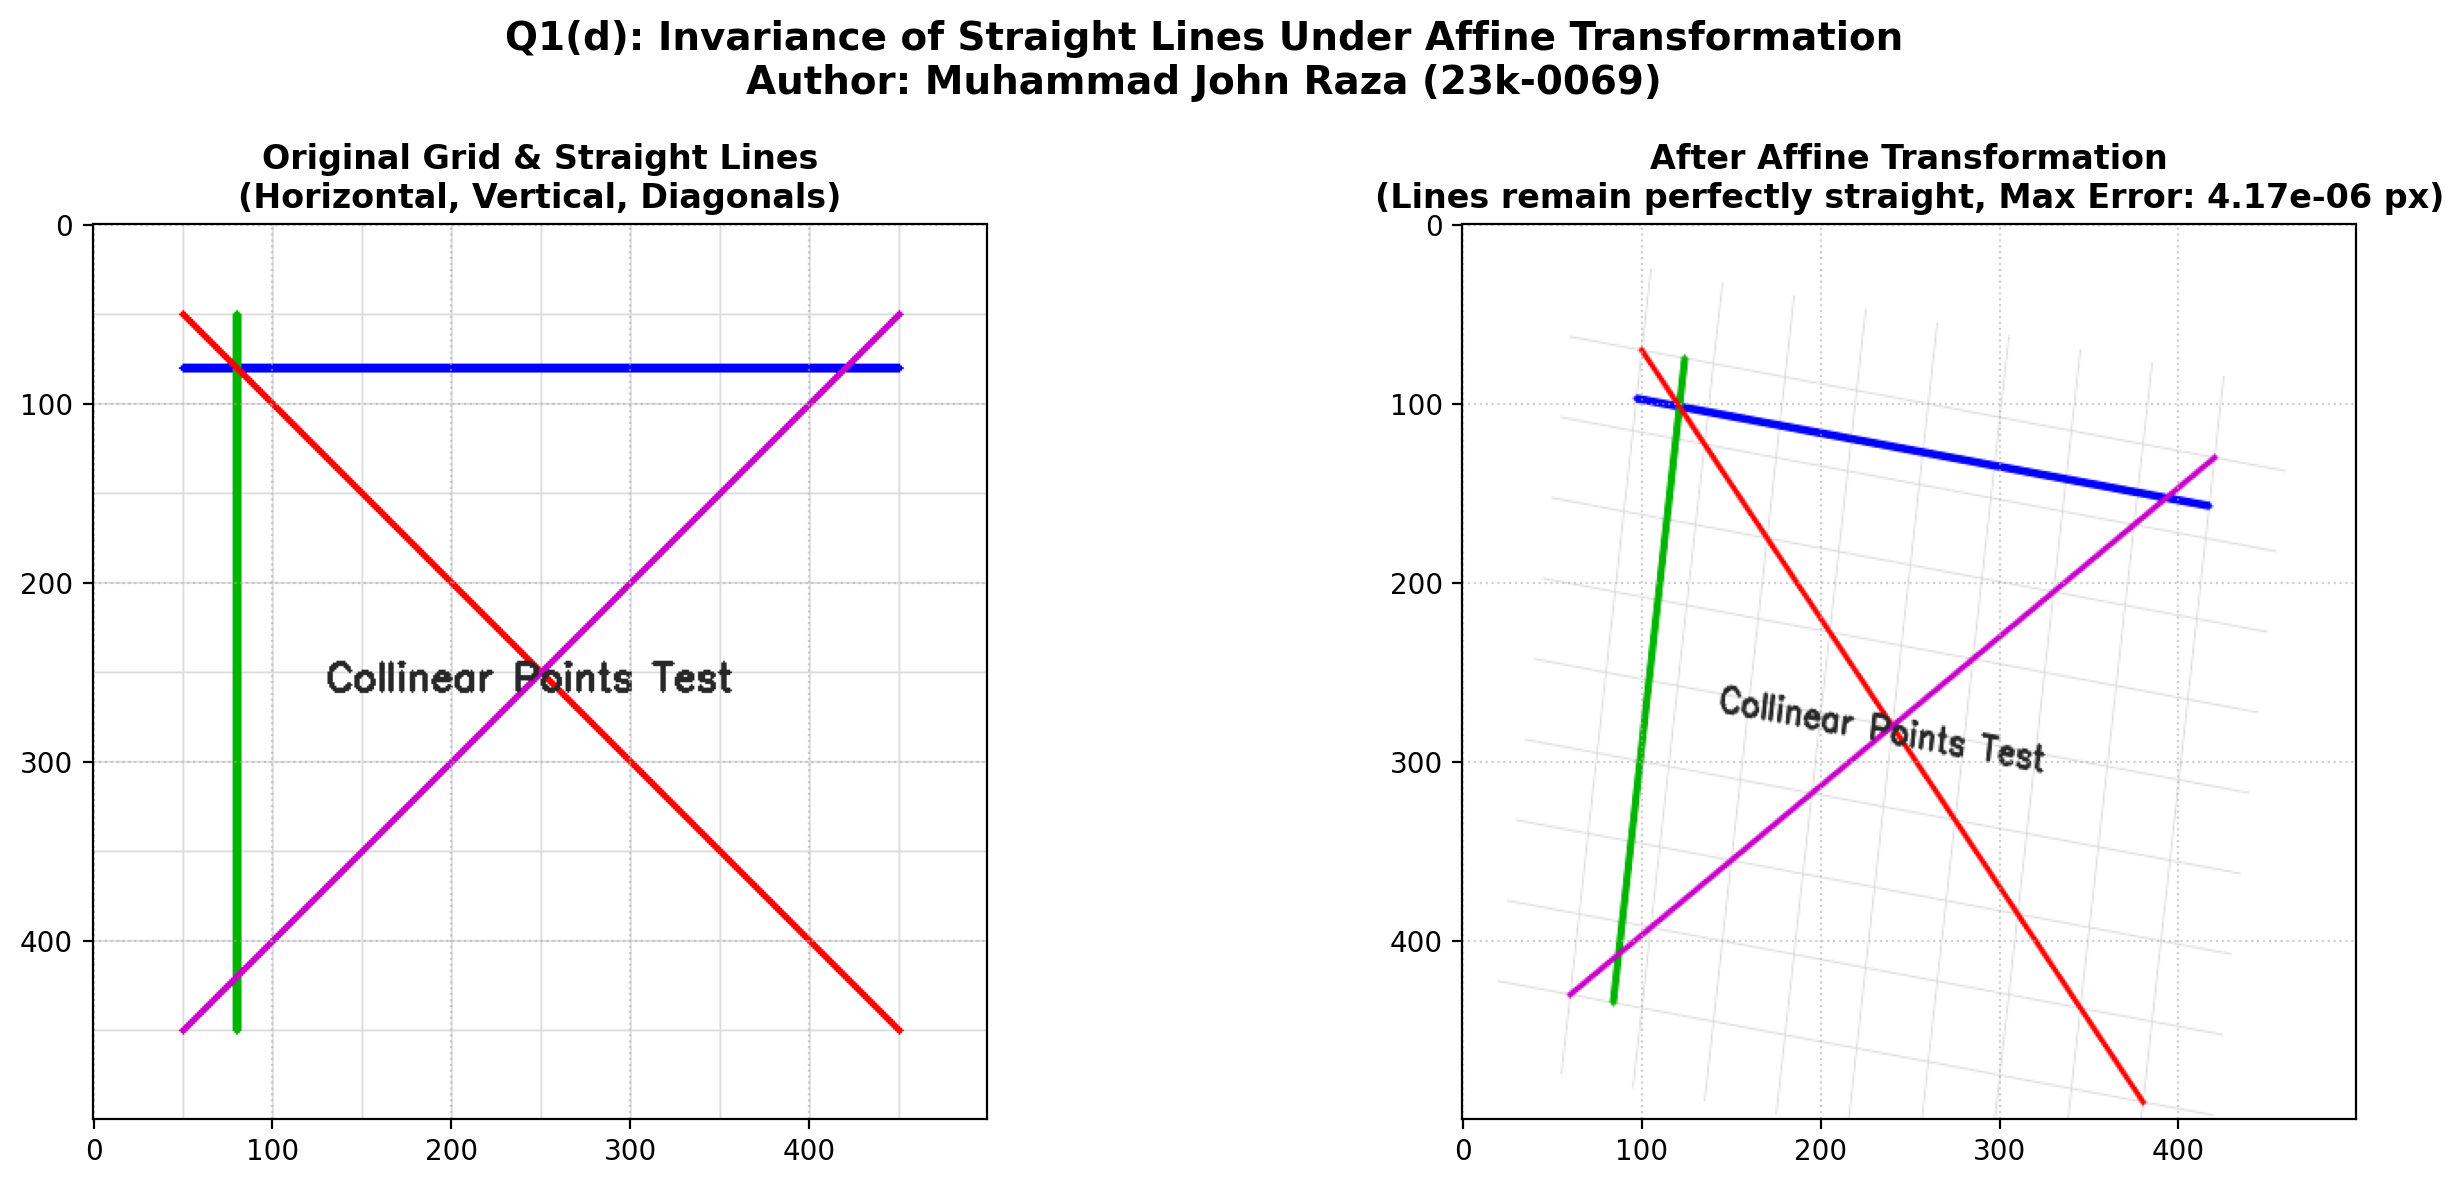 Q1(d): Invariance of Straight Lines Under Affine Transformation
Author: Muhammad John Raza (23k-0069)
Original Grid & Straight Lines
(Horizontal, Vertical, Diagonals)
0
100
200
300
400
Collinear Points Test
0
100
200
300
400
After Affine Transformation
(Lines remain perfectly straight, Max Error: 4.17e-06 px)
0
100
200
300
400
Collinear Points Test
0
100
200
300
400